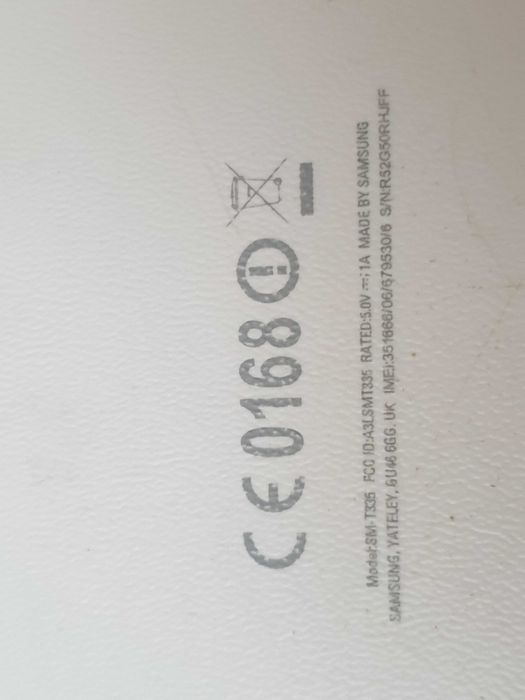 CE0168
Model:SM-T335 FCC ID:A3LSMT335 RATED:5.0V⎓;1A MADE BY SAMSUNG
SAMSUNG, YATELEY, GU46 6GG. UK IMEI:351666/06/679530/6 S/N:R52G50RHJFF